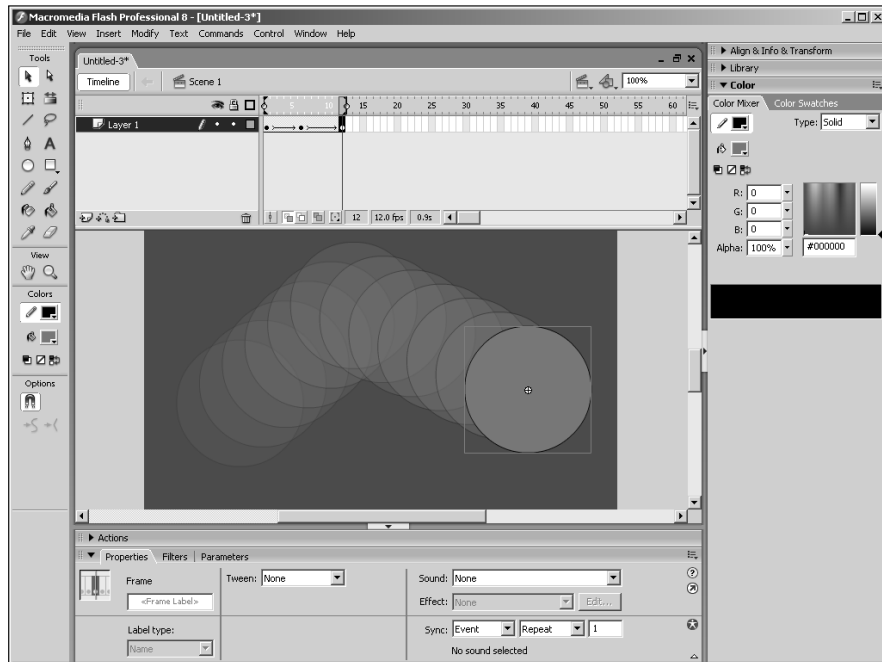 Macromedia Flash Professional 8 - [Untitled-3*]
File Edit View Insert Modify Text Commands Control Window Help
Tools
View
Colors
Options
Untitled-3*
Timeline
Scene 1
100%
5 10 15 20 25 30 35 40 45 50 55 60
Layer 1
12 12.0 fps 0.9s
Actions
Properties Filters Parameters
Frame
<Frame Label>
Label type:
Name
Tween: None
Sound: None
Effect: None Edit...
Sync: Event Repeat 1
No sound selected
Align & Info & Transform
Library
Color
Color Mixer Color Swatches
Type: Solid
R: 0
G: 0
B: 0
Alpha: 100% #000000